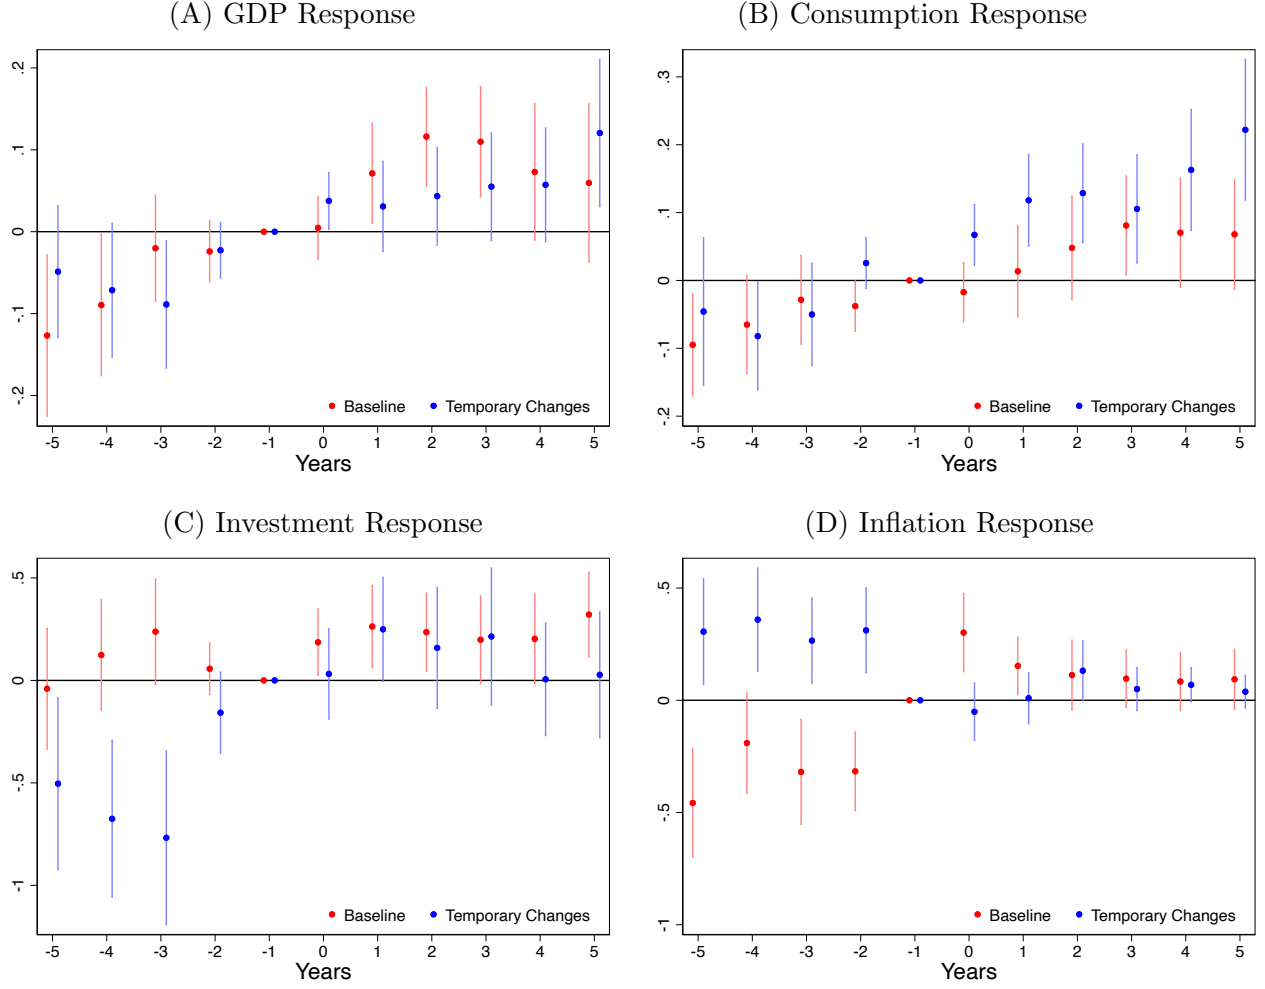 (A) GDP Response
.2
.1
0
-.1
-.2
Baseline
Temporary Changes
-5 -4 -3 -2 -1 0 1 2 3 4 5
Years
(B) Consumption Response
.3
.2
.1
0
-.1
-.2
Baseline
Temporary Changes
-5 -4 -3 -2 -1 0 1 2 3 4 5
Years
(C) Investment Response
.5
0
-.5
-1
Baseline
Temporary Changes
-5 -4 -3 -2 -1 0 1 2 3 4 5
Years
(D) Inflation Response
.5
0
-.5
-1
Baseline
Temporary Changes
-5 -4 -3 -2 -1 0 1 2 3 4 5
Years